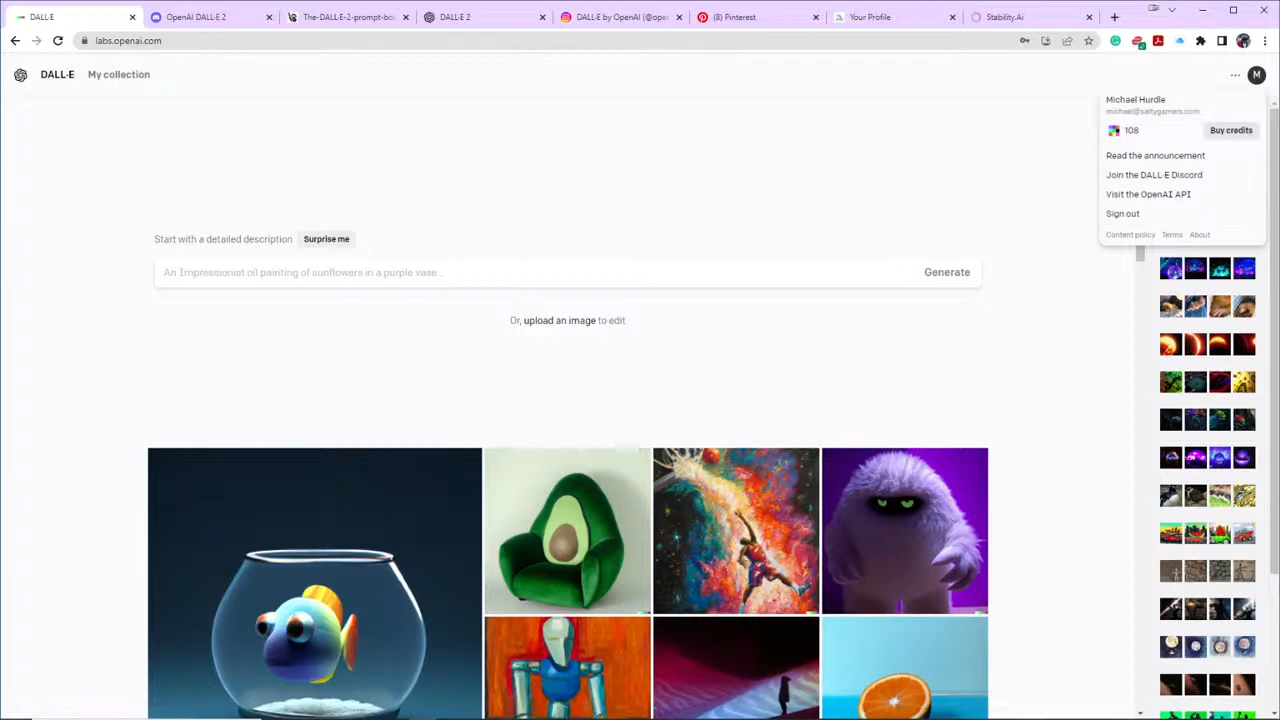 DALL·E
OpenAI DALL·E 2
The-DALL-E-2-prompt-bo
DALL·E 2
DALL·E by OpenAI (@ope
(8) Pinterest
Your Profile
Stability.Ai
labs.openai.com
DALL·E My collection
M
Michael Hurdle
michael@saltygamers.com
108 Buy credits
Read the announcement
Join the DALL·E Discord
Visit the OpenAI API
Sign out
Content policy Terms About
Start with a detailed description Surprise me
An Impressionist oil painting of sunflowers in a purple vase... Generate
Or, upload an image to edit